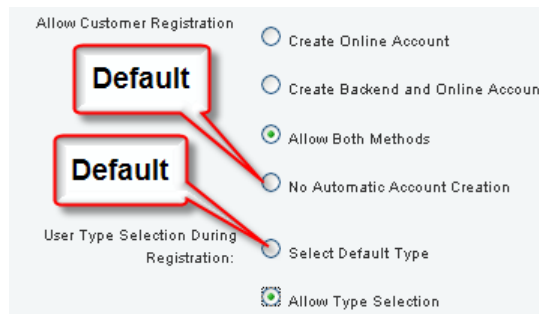 Allow Customer Registration
Create Online Account
Default
Create Backend and Online Accoun
Allow Both Methods
Default
No Automatic Account Creation
User Type Selection During
Registration:
Select Default Type
Allow Type Selection